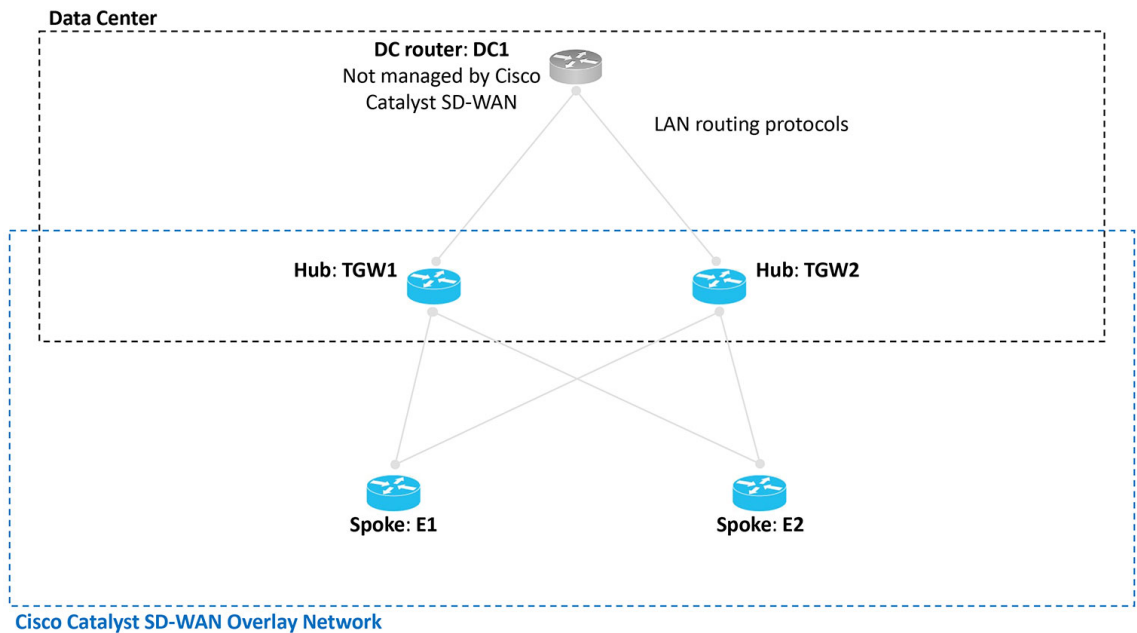 Data Center
DC router: DC1
Not managed by Cisco
Catalyst SD-WAN
LAN routing protocols
Hub: TGW1
Hub: TGW2
Spoke: E1
Spoke: E2
Cisco Catalyst SD-WAN Overlay Network